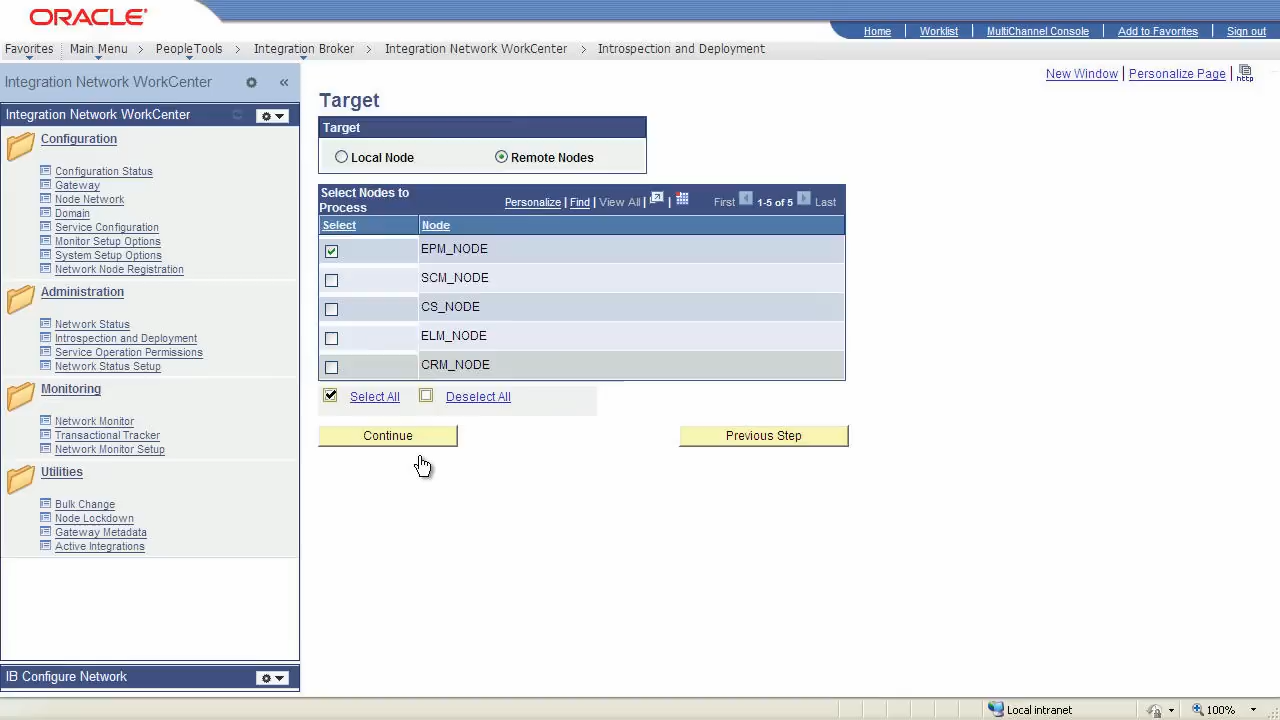 ORACLE
Home Worklist MultiChannel Console Add to Favorites Sign out
Favorites Main Menu > PeopleTools > Integration Broker > Integration Network WorkCenter > Introspection and Deployment
New Window | Personalize Page | http
Integration Network WorkCenter «
Integration Network WorkCenter
Configuration
Configuration Status
Gateway
Node Network
Domain
Service Configuration
Monitor Setup Options
System Setup Options
Network Node Registration
Administration
Network Status
Introspection and Deployment
Service Operation Permissions
Network Status Setup
Monitoring
Network Monitor
Transactional Tracker
Network Monitor Setup
Utilities
Bulk Change
Node Lockdown
Gateway Metadata
Active Integrations
IB Configure Network
Target
Target
Local Node Remote Nodes
Select Nodes to
Process
Personalize | Find | View All | | First 1-5 of 5 Last
Select Node
EPM_NODE
SCM_NODE
CS_NODE
ELM_NODE
CRM_NODE
Select All Deselect All
Continue Previous Step
Local intranet 100%